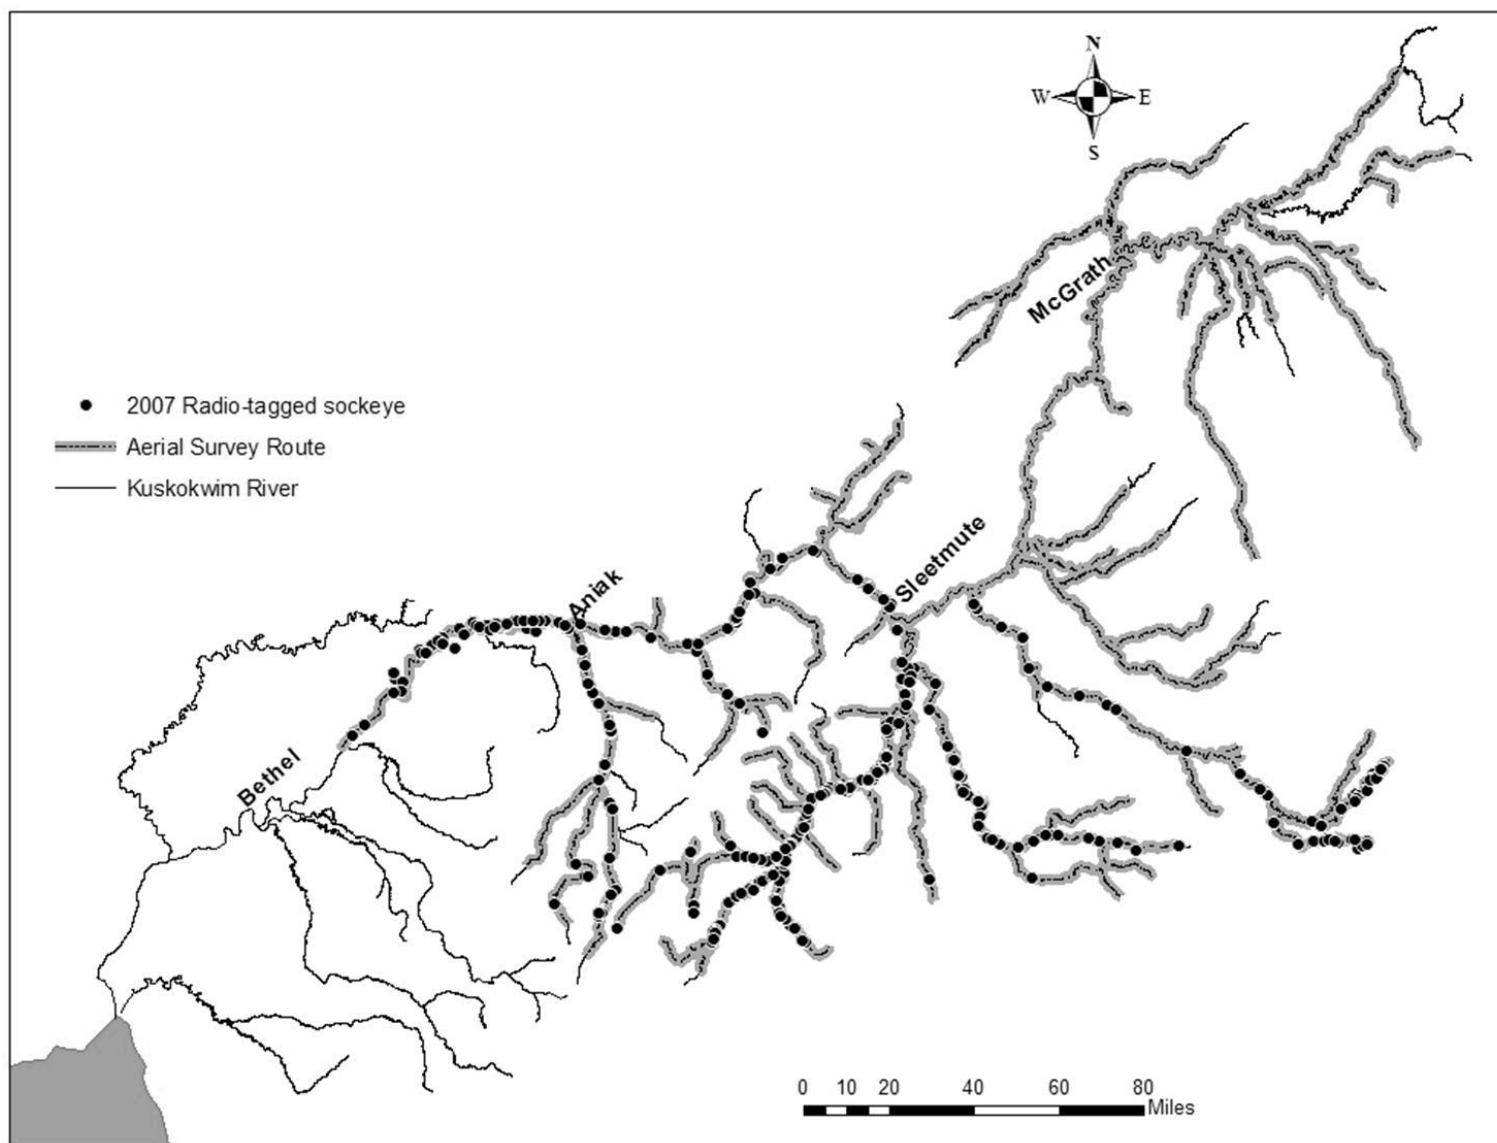 N
W E
S
McGrath
2007 Radio-tagged sockeye
Aerial Survey Route
Kuskokwim River
Sleetmute
Aniak
Bethel
0 10 20 40 60 80
Miles